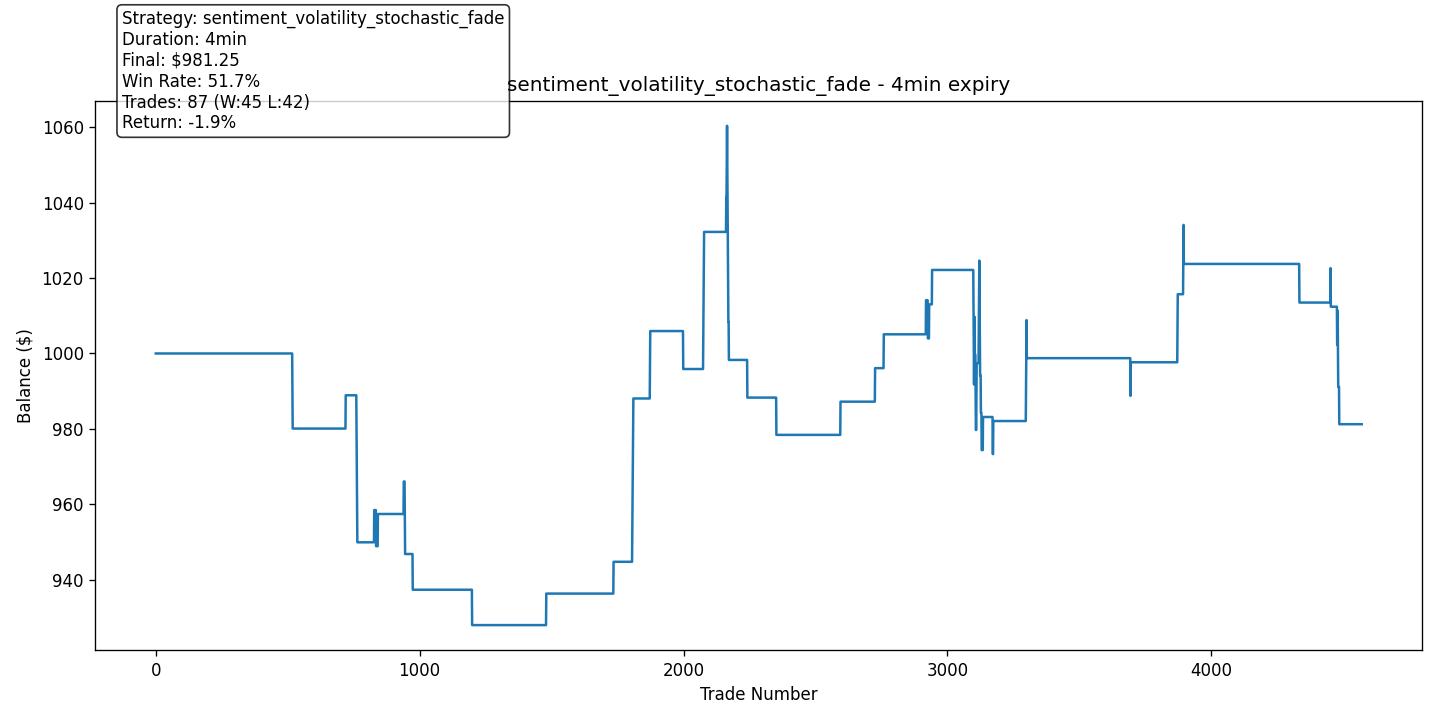 Strategy: sentiment_volatility_stochastic_fade
Duration: 4min
Final: $981.25
Win Rate: 51.7%
Trades: 87 (W:45 L:42)
Return: -1.9%
sentiment_volatility_stochastic_fade - 4min expiry
1060
1040
1020
1000
980
960
940
Balance ($)
0 1000 2000 3000 4000
Trade Number